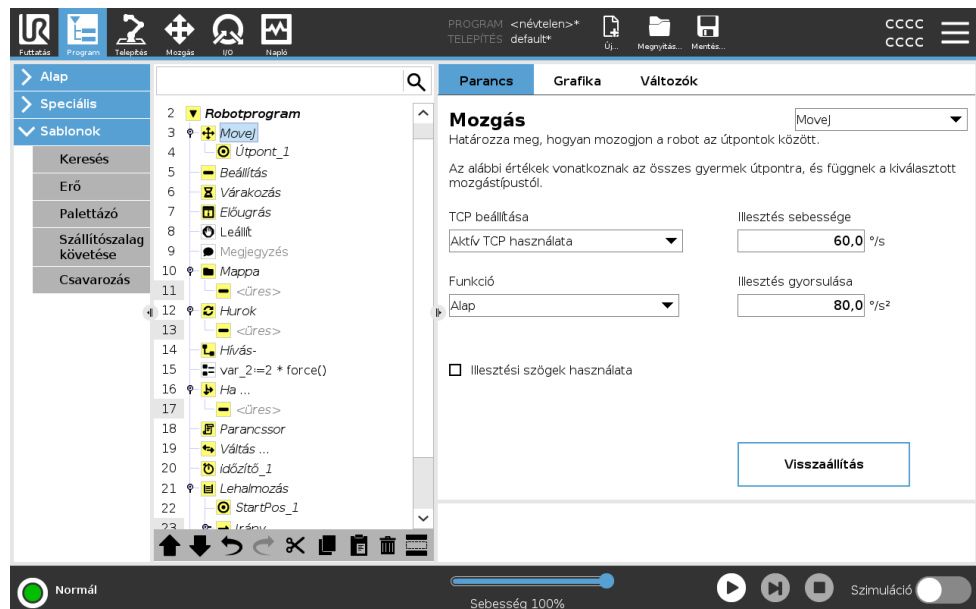 PROGRAM <névtelen>*
TELEPÍTÉS default*
CCCC
CCCC
Futtatás
Program
Telepítés
Mozgás
I/O
Napló
Új...
Megnyitás...
Mentés...
Alap
Speciális
Sablonok
Keresés
Erő
Palettázó
Szállítószalag
követése
Csavarozás
2 Robotprogram
3 MoveJ
4 Útpont_1
5 Beállítás
6 Várakozás
7 Előugrás
8 Leállít
9 Megjegyzés
10 Mappa
11 <üres>
12 Hurok
13 <üres>
14 Hívás-
15 var_2:=2 * force()
16 Ha ...
17 <üres>
18 Parancssor
19 Váltás ...
20 időzítő_1
21 Lehalmozás
22 StartPos_1
23 Irány
Parancs
Grafika
Változók
Mozgás
MoveJ
Határozza meg, hogyan mozogjon a robot az útpontok között.
Az alábbi értékek vonatkoznak az összes gyermek útpontra, és függnek a kiválasztott
mozgástípustól.
TCP beállítása
Illesztés sebessége
Aktív TCP használata
60,0 °/s
Funkció
Illesztés gyorsulása
Alap
80,0 °/s²
Illesztési szögek használata
Visszaállítás
Normál
Sebesség 100%
Szimuláció